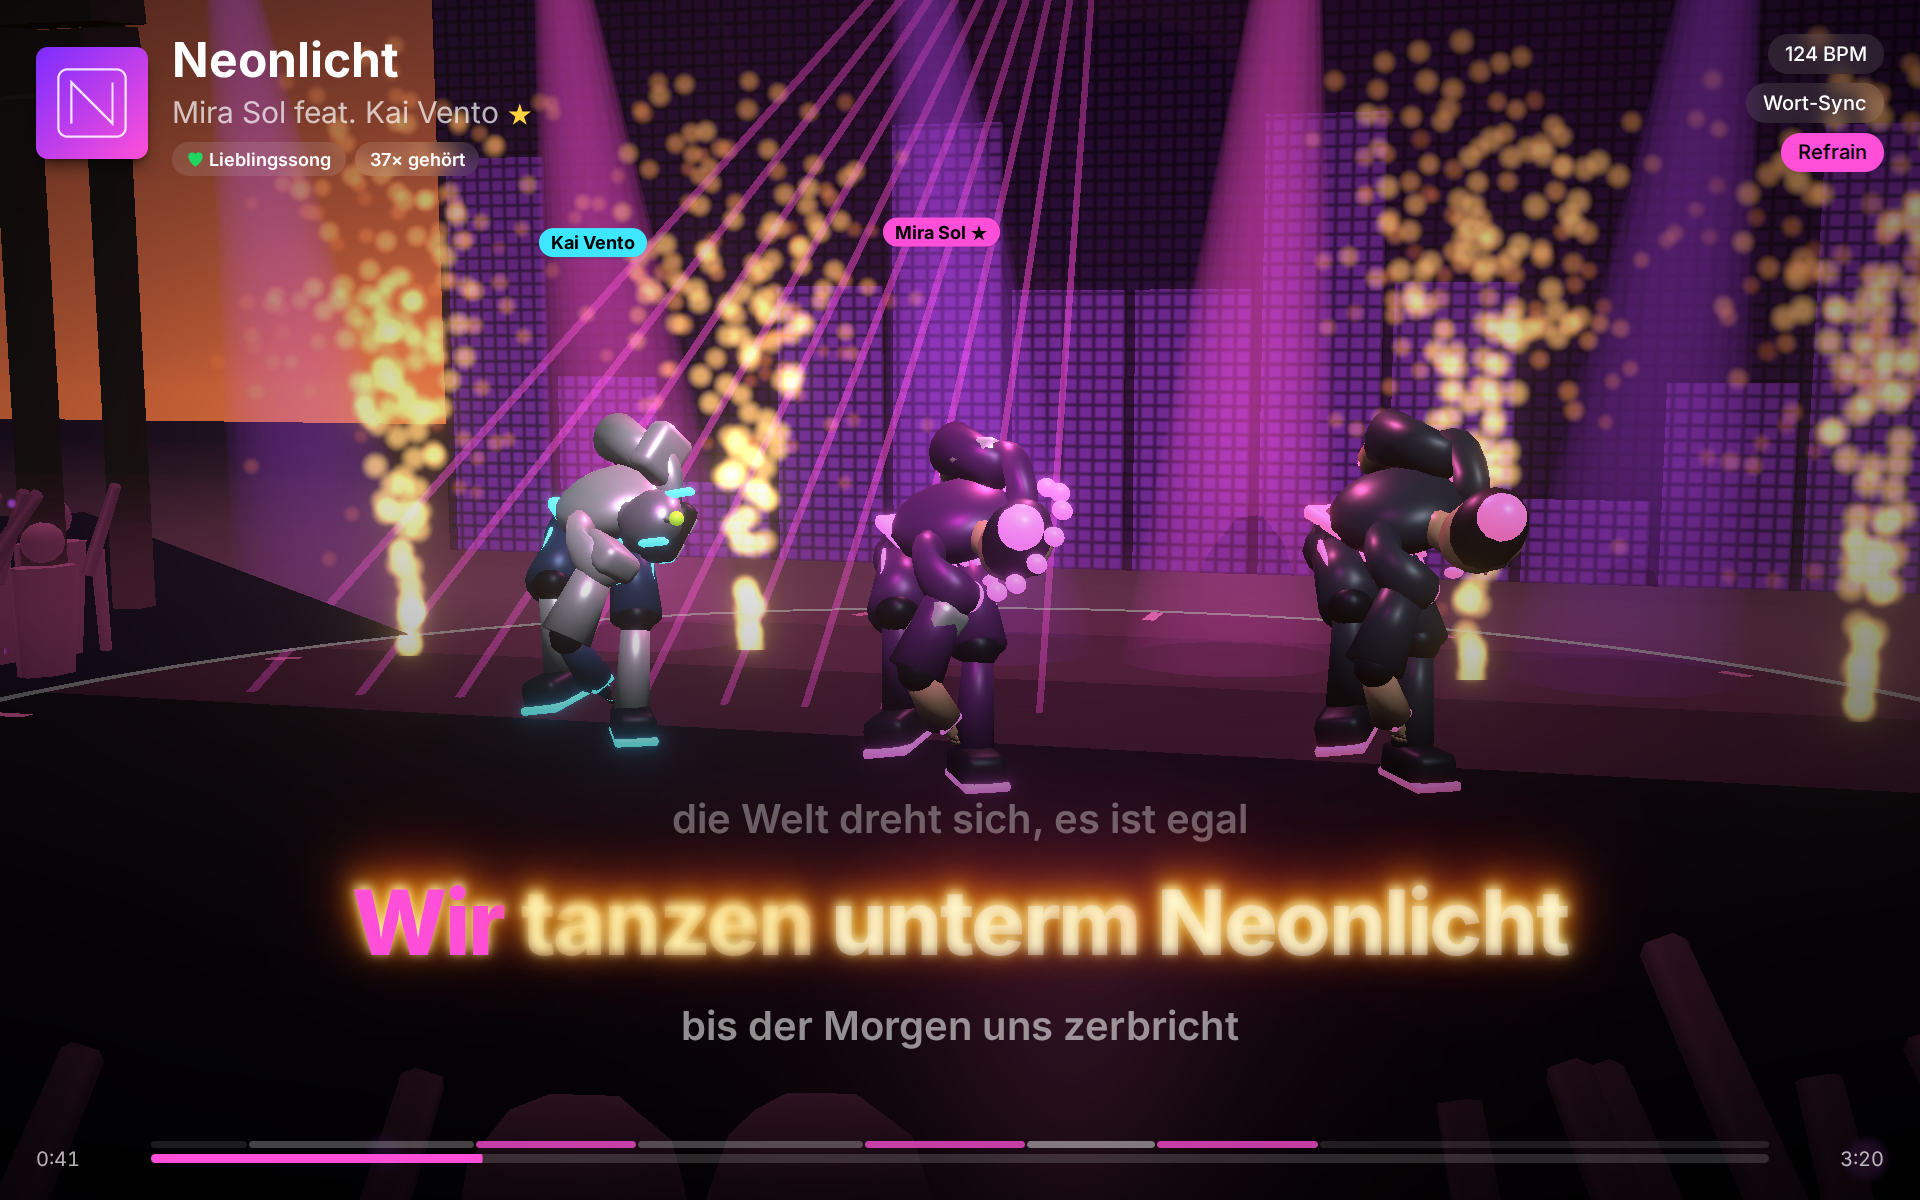 Neonlicht
Mira Sol feat. Kai Vento ★
Lieblingssong
37× gehört
124 BPM
Wort-Sync
Refrain
Kai Vento
Mira Sol ★
die Welt dreht sich, es ist egal
Wir tanzen unterm Neonlicht
bis der Morgen uns zerbricht
0:41
3:20